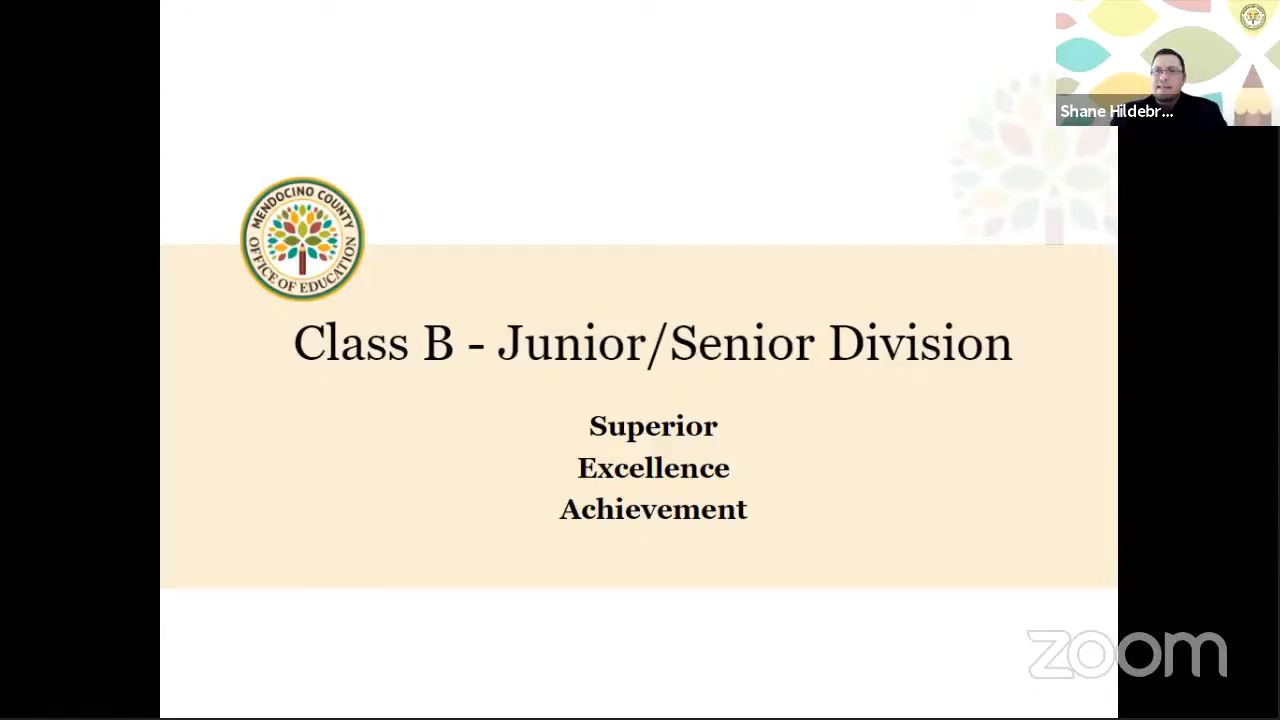 Shane Hildebr...
MENDOCINO COUNTY
OFFICE OF EDUCATION
Class B - Junior/Senior Division
Superior
Excellence
Achievement
zoom